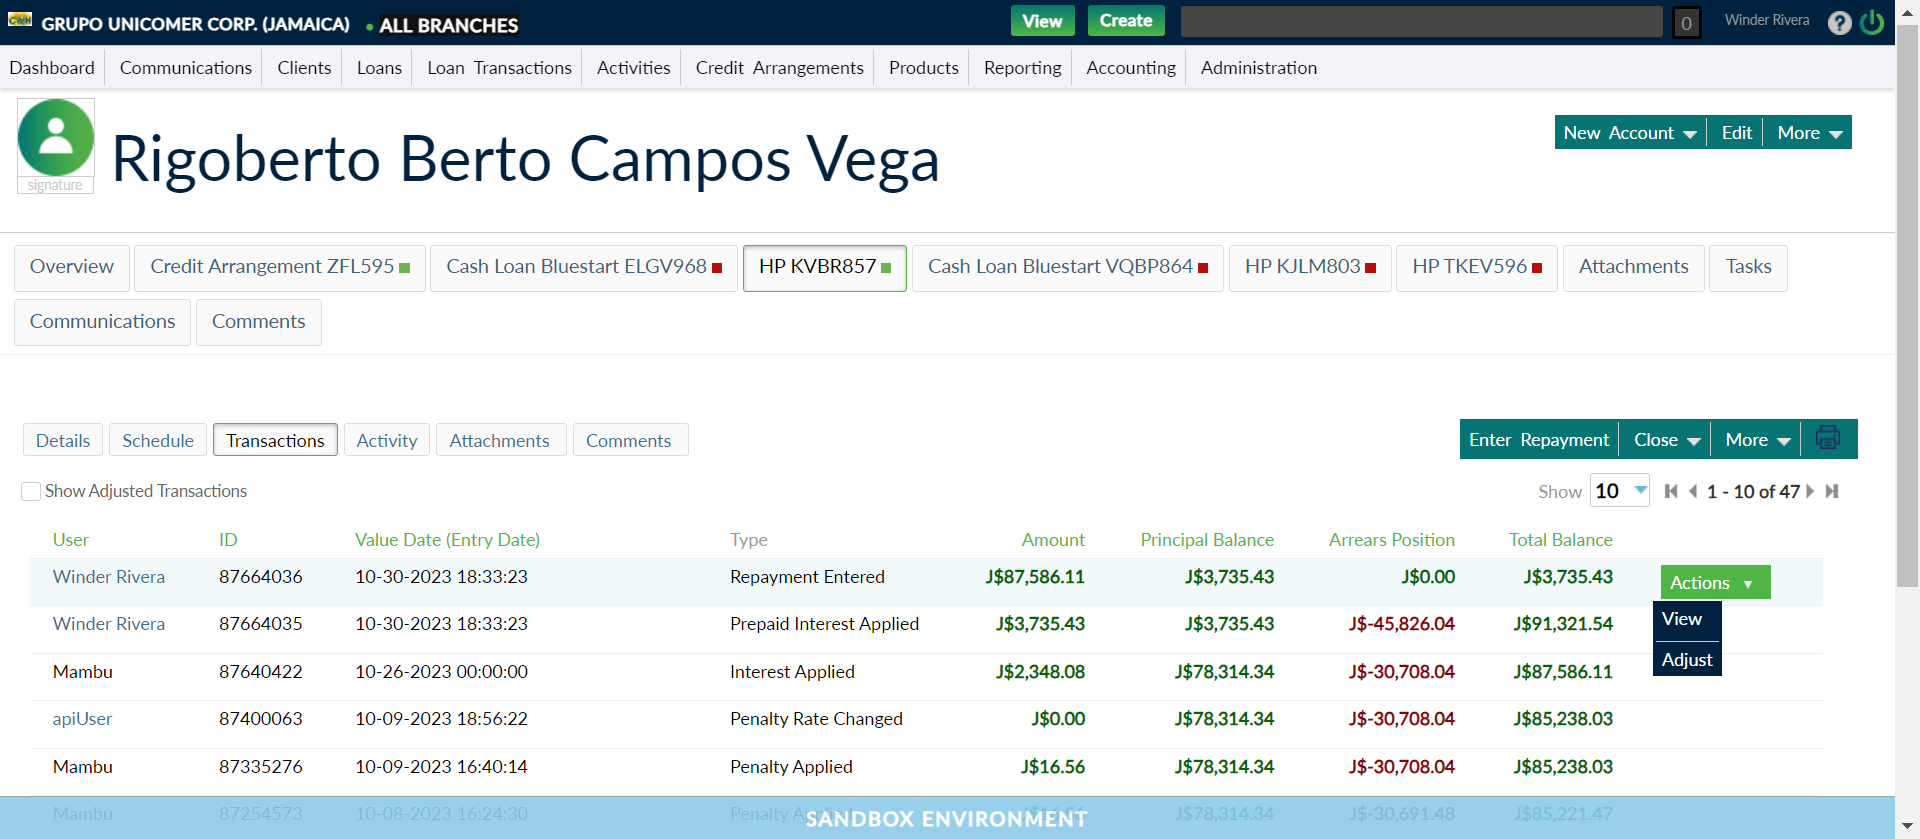 GRUPO UNICOMER CORP. (JAMAICA) ALL BRANCHES View Create 0 Winder Rivera ?
Dashboard Communications Clients Loans Loan Transactions Activities Credit Arrangements Products Reporting Accounting Administration
signature
Rigoberto Berto Campos Vega
New Account Edit More
Overview Credit Arrangement ZFL595 Cash Loan Bluestart ELGV968 HP KVBR857 Cash Loan Bluestart VQBP864 HP KJLM803 HP TKEV596 Attachments Tasks
Communications Comments
Details Schedule Transactions Activity Attachments Comments Enter Repayment Close More
Show Adjusted Transactions Show 10 1 - 10 of 47
User ID Value Date (Entry Date) Type Amount Principal Balance Arrears Position Total Balance
Winder Rivera 87664036 10-30-2023 18:33:23 Repayment Entered J$87,586.11 J$3,735.43 J$0.00 J$3,735.43 Actions
Winder Rivera 87664035 10-30-2023 18:33:23 Prepaid Interest Applied J$3,735.43 J$3,735.43 J$-45,826.04 J$91,321.54 View
Adjust
Mambu 87640422 10-26-2023 00:00:00 Interest Applied J$2,348.08 J$78,314.34 J$-30,708.04 J$87,586.11
apiUser 87400063 10-09-2023 18:56:22 Penalty Rate Changed J$0.00 J$78,314.34 J$-30,708.04 J$85,238.03
Mambu 87335276 10-09-2023 16:40:14 Penalty Applied J$16.56 J$78,314.34 J$-30,708.04 J$85,238.03
Mambu 87254573 10-08-2023 16:24:30 Penalty J$78,314.34 J$-30,691.48 J$85,221.47
SANDBOX ENVIRONMENT